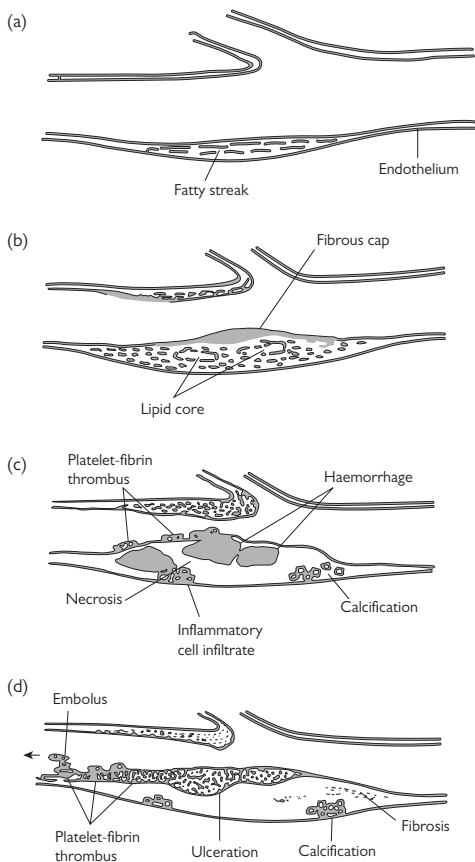 (a)
Endothelium
Fatty streak
(b)
Fibrous cap
Lipid core
(c)
Platelet-fibrin
thrombus
Haemorrhage
Necrosis
Calcification
Inflammatory
cell infiltrate
(d)
Embolus
Fibrosis
Platelet-fibrin
thrombus
Ulceration
Calcification